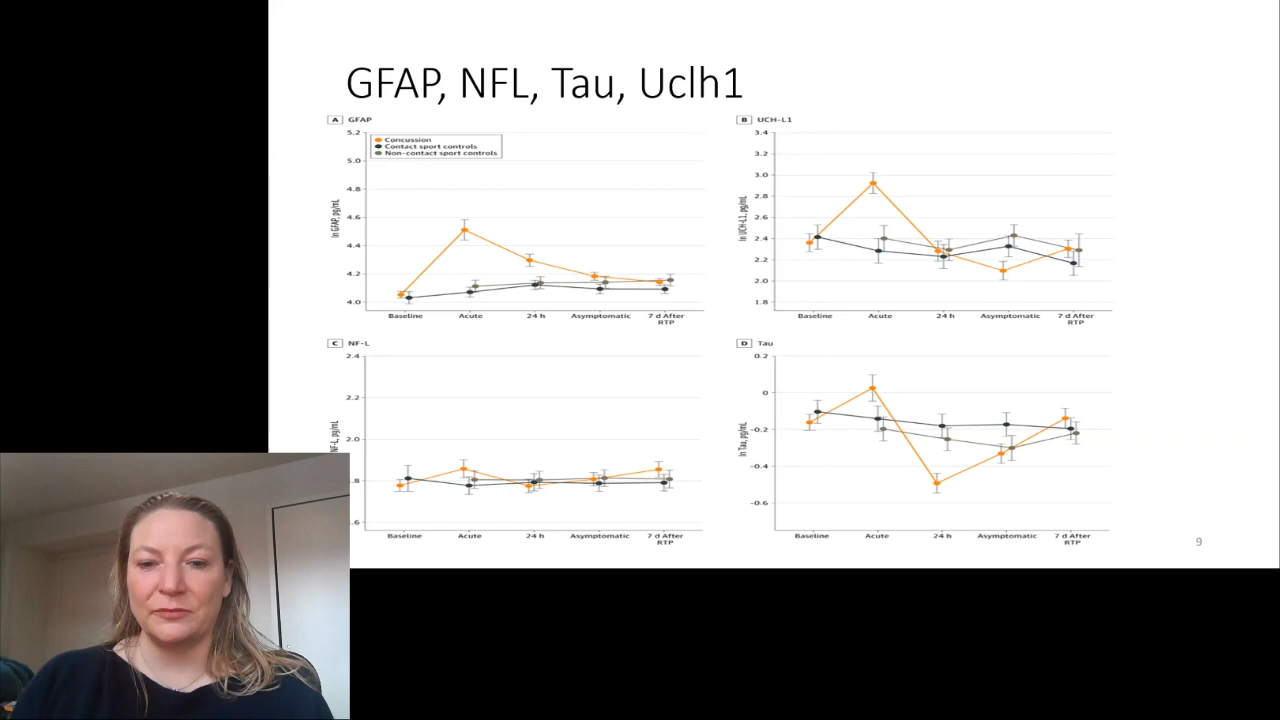 GFAP, NFL, Tau, Uclh1
A GFAP
5.2
5.0
4.8
4.6
4.4
4.2
4.0
ln GFAP, pg/mL
Concussion
Contact sport controls
Non-contact sport controls
Baseline Acute 24 h Asymptomatic 7 d After
RTP
B UCH-L1
3.4
3.2
3.0
2.8
2.6
2.4
2.2
2.0
1.8
ln UCH-L1, pg/mL
Baseline Acute 24 h Asymptomatic 7 d After
RTP
C NF-L
2.4
2.2
2.0
.8
.6
NF-L, pg/mL
Baseline Acute 24 h Asymptomatic 7 d After
RTP
D Tau
0.2
0
-0.2
-0.4
-0.6
ln Tau, pg/mL
Baseline Acute 24 h Asymptomatic 7 d After
RTP
9